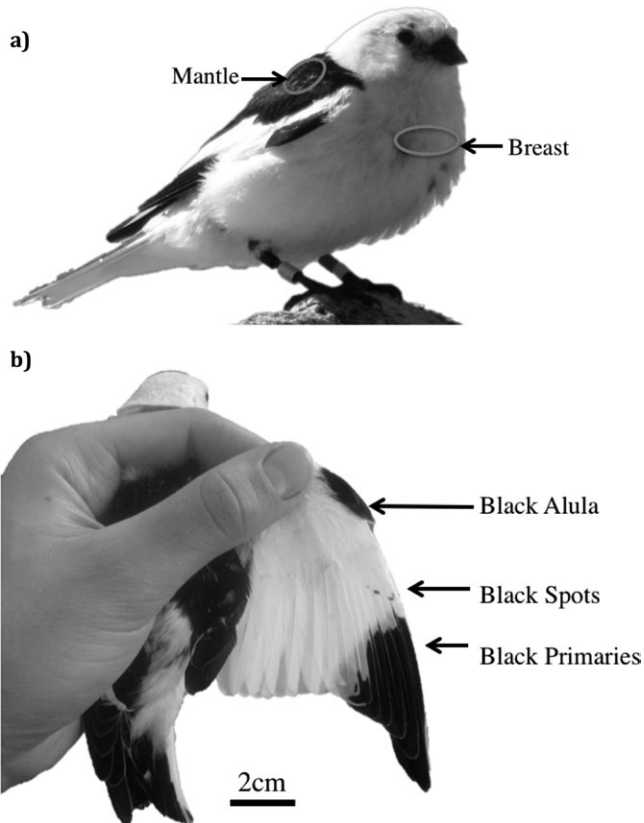 a)
Mantle
Breast
b)
Black Alula
Black Spots
Black Primaries
2cm